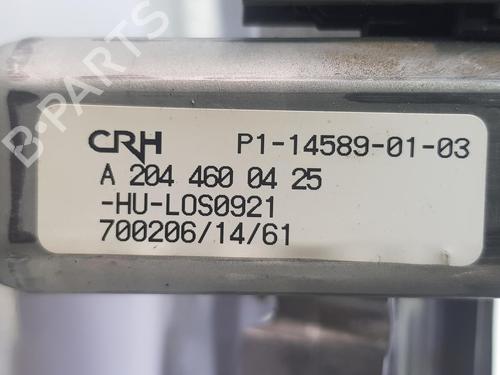 B-PARTS
CRH P1-14589-01-03
A 204 460 04 25
-HU-LOS0921
700206/14/61